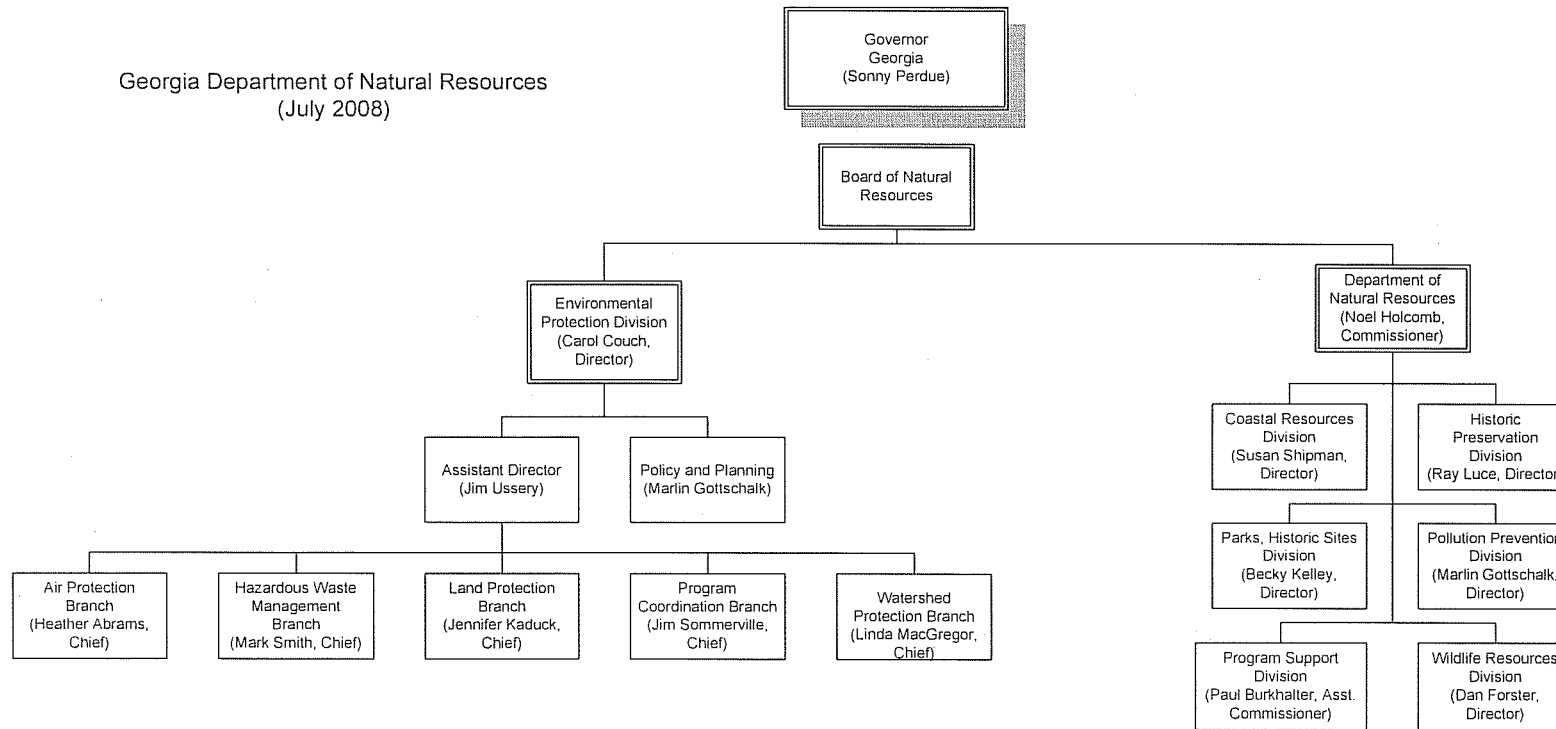 Georgia Department of Natural Resources
(July 2008)
Governor
Georgia
(Sonny Perdue)
Board of Natural
Resources
Environmental
Protection Division
(Carol Couch,
Director)
Department of
Natural Resources
(Noel Holcomb,
Commissioner)
Assistant Director
(Jim Ussery)
Policy and Planning
(Marlin Gottschalk)
Coastal Resources
Division
(Susan Shipman,
Director)
Historic
Preservation
Division
(Ray Luce, Director
Air Protection
Branch
(Heather Abrams,
Chief)
Hazardous Waste
Management
Branch
(Mark Smith, Chief)
Land Protection
Branch
(Jennifer Kaduck,
Chief)
Program
Coordination Branch
(Jim Sommerville,
Chief)
Watershed
Protection Branch
(Linda MacGregor,
Chief)
Parks, Historic Sites
Division
(Becky Kelley,
Director)
Pollution Prevention
Division
(Marlin Gottschalk,
Director)
Program Support
Division
(Paul Burkhalter, Asst.
Commissioner)
Wildlife Resources
Division
(Dan Forster,
Director)